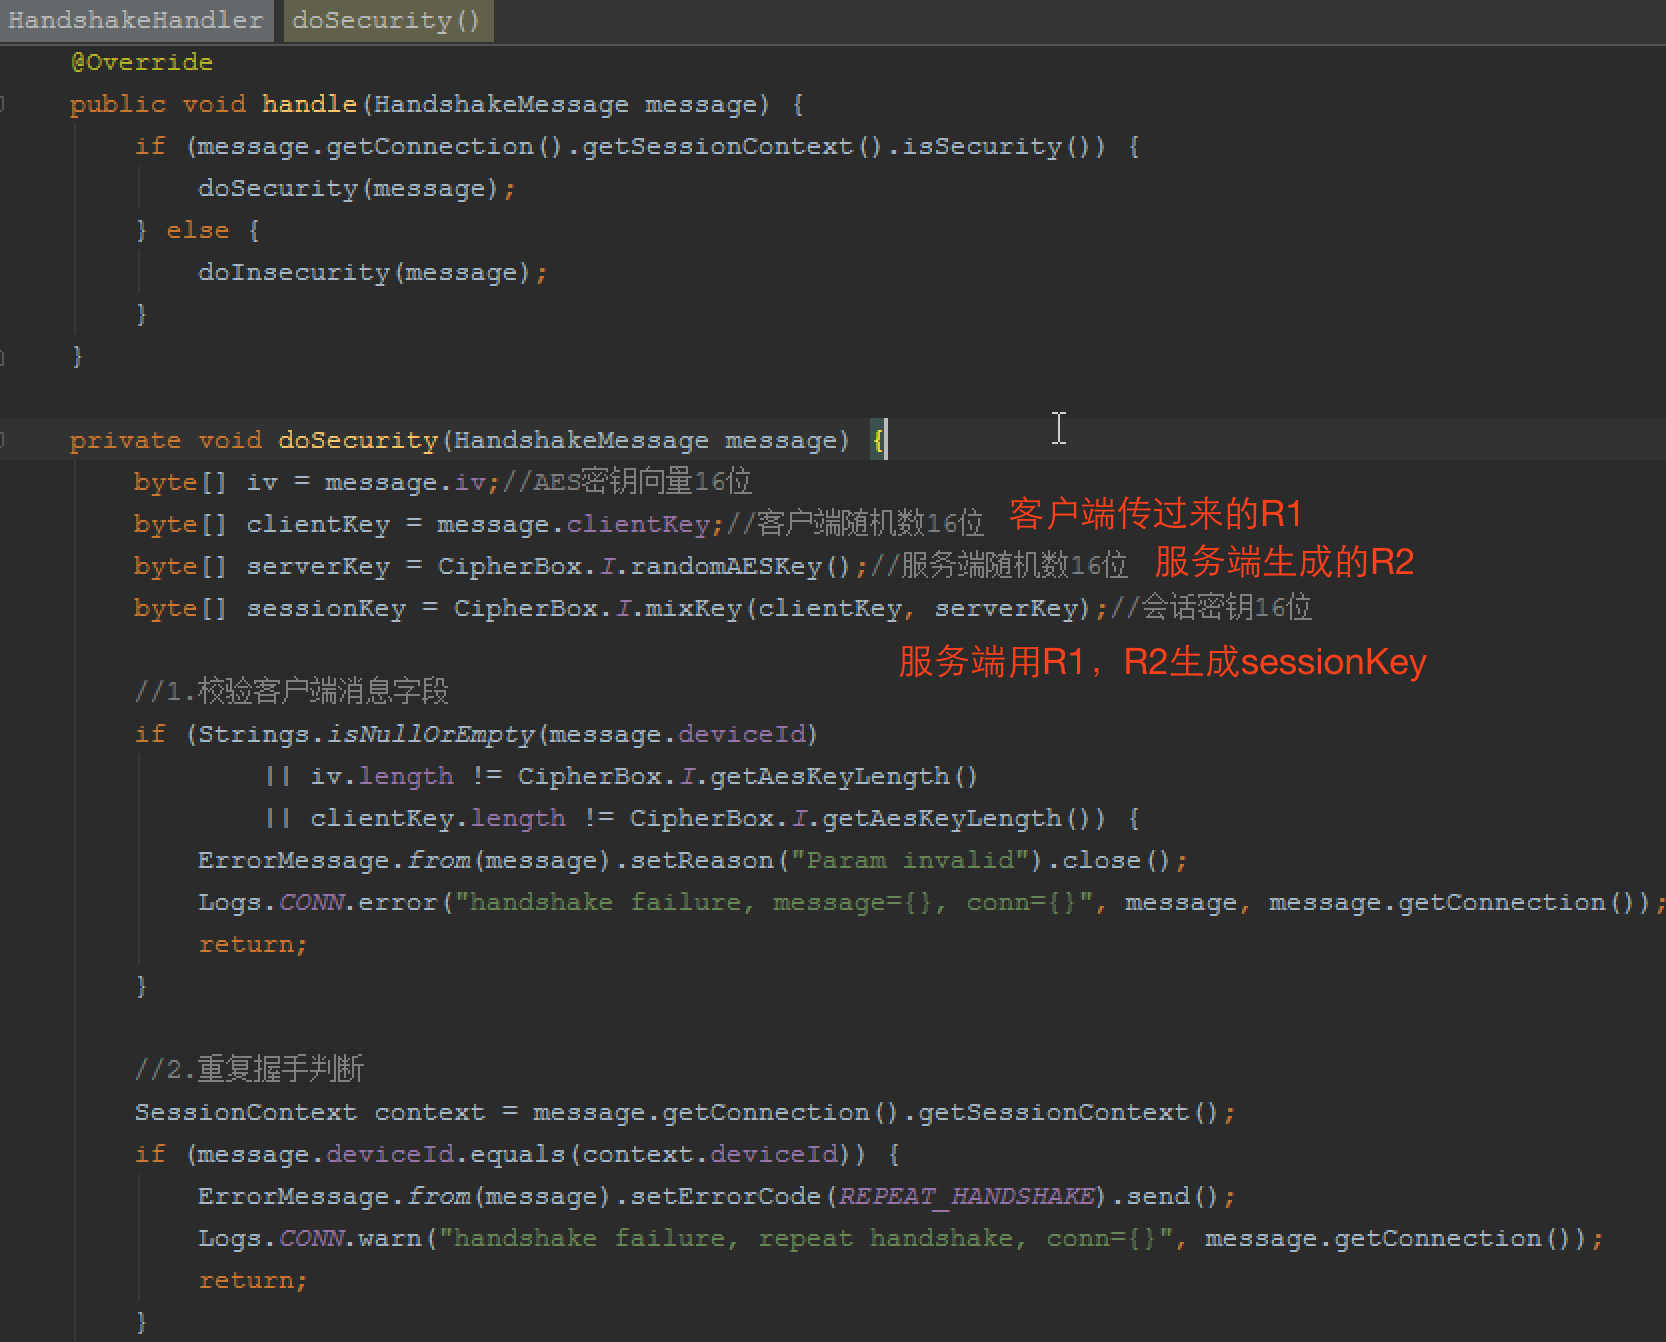 HandshakeHandler doSecurity()
@Override
public void handle(HandshakeMessage message) {
if (message.getConnection().getSessionContext().isSecurity()) {
doSecurity(message);
} else {
doInsecurity(message);
}
}
private void doSecurity(HandshakeMessage message) {
byte[] iv = message.iv;//AES密钥向量16位
byte[] clientKey = message.clientKey;//客户端随机数16位 客户端传过来的R1
byte[] serverKey = CipherBox.I.randomAESKey();//服务端随机数16位 服务端生成的R2
byte[] sessionKey = CipherBox.I.mixKey(clientKey, serverKey);//会话密钥16位
服务端用R1，R2生成sessionKey
//1.校验客户端消息字段
if (Strings.isNullOrEmpty(message.deviceId)
|| iv.length != CipherBox.I.getAesKeyLength()
|| clientKey.length != CipherBox.I.getAesKeyLength()) {
ErrorMessage.from(message).setReason("Param invalid").close();
Logs.CONN.error("handshake failure, message={}, conn={}", message, message.getConnection());
return;
}
//2.重复握手判断
SessionContext context = message.getConnection().getSessionContext();
if (message.deviceId.equals(context.deviceId)) {
ErrorMessage.from(message).setErrorCode(REPEAT_HANDSHAKE).send();
Logs.CONN.warn("handshake failure, repeat handshake, conn={}", message.getConnection());
return;
}